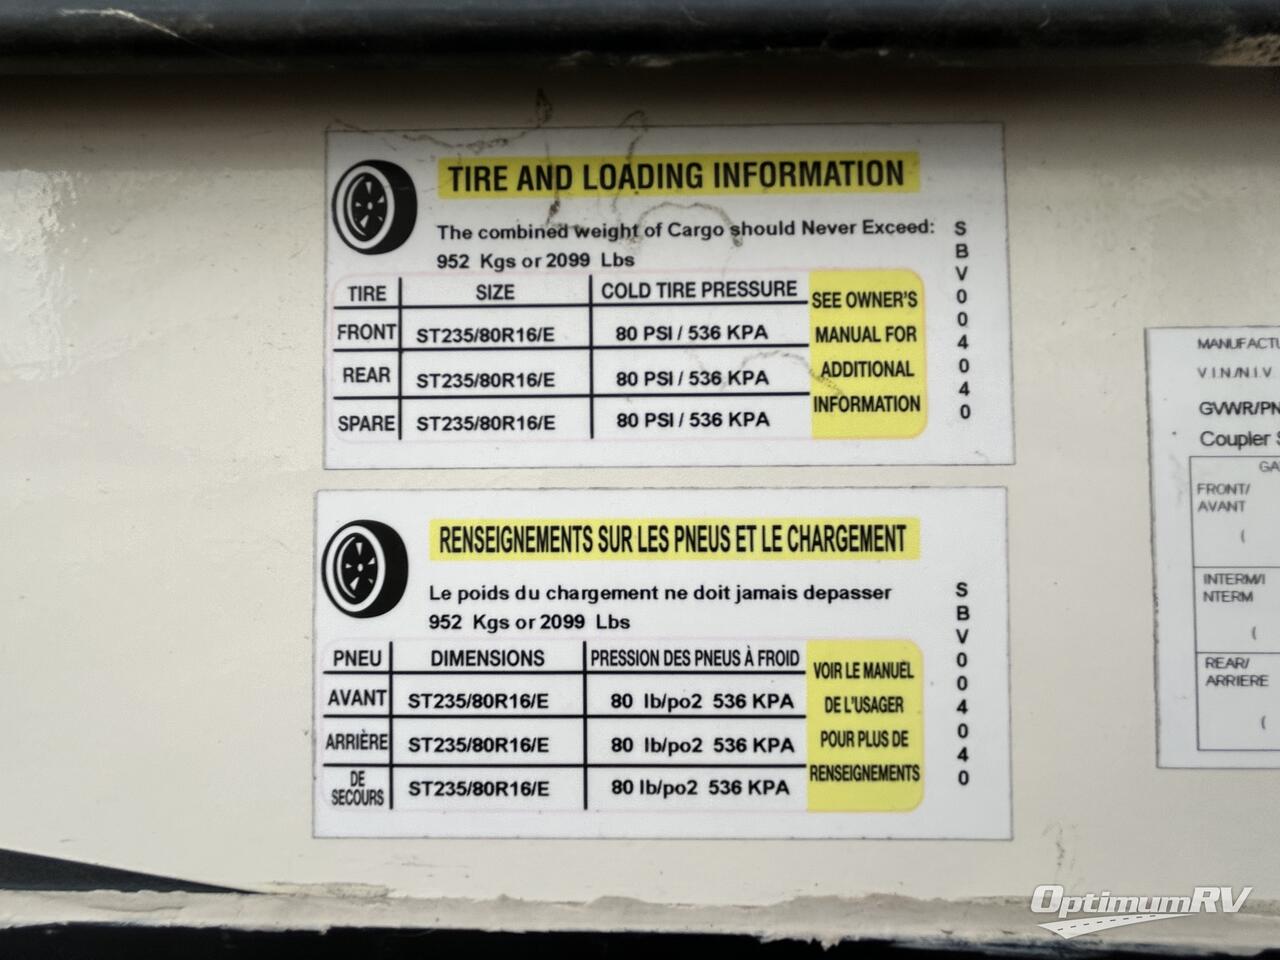 TIRE AND LOADING INFORMATION
The combined weight of Cargo should Never Exceed:
952 Kgs or 2099 Lbs
TIRE SIZE COLD TIRE PRESSURE
FRONT ST235/80R16/E 80 PSI / 536 KPA
REAR ST235/80R16/E 80 PSI / 536 KPA
SPARE ST235/80R16/E 80 PSI / 536 KPA
SEE OWNER'S
MANUAL FOR
ADDITIONAL
INFORMATION
SBV004040
RENSEIGNEMENTS SUR LES PNEUS ET LE CHARGEMENT
Le poids du chargement ne doit jamais depasser
952 Kgs or 2099 Lbs
PNEU DIMENSIONS PRESSION DES PNEUS À FROID
AVANT ST235/80R16/E 80 lb/po2 536 KPA
ARRIÈRE ST235/80R16/E 80 lb/po2 536 KPA
DE
SECOURS ST235/80R16/E 80 lb/po2 536 KPA
VOIR LE MANUEL
DE L'USAGER
POUR PLUS DE
RENSEIGNEMENTS
SBV004040
MANUFACTU
V.I.N./N.I.V.
GVWR/PN
Coupler S
GA
FRONT/
AVANT
(
INTERM/I
NTERM
(
REAR/
ARRIERE
(
OptimumRV